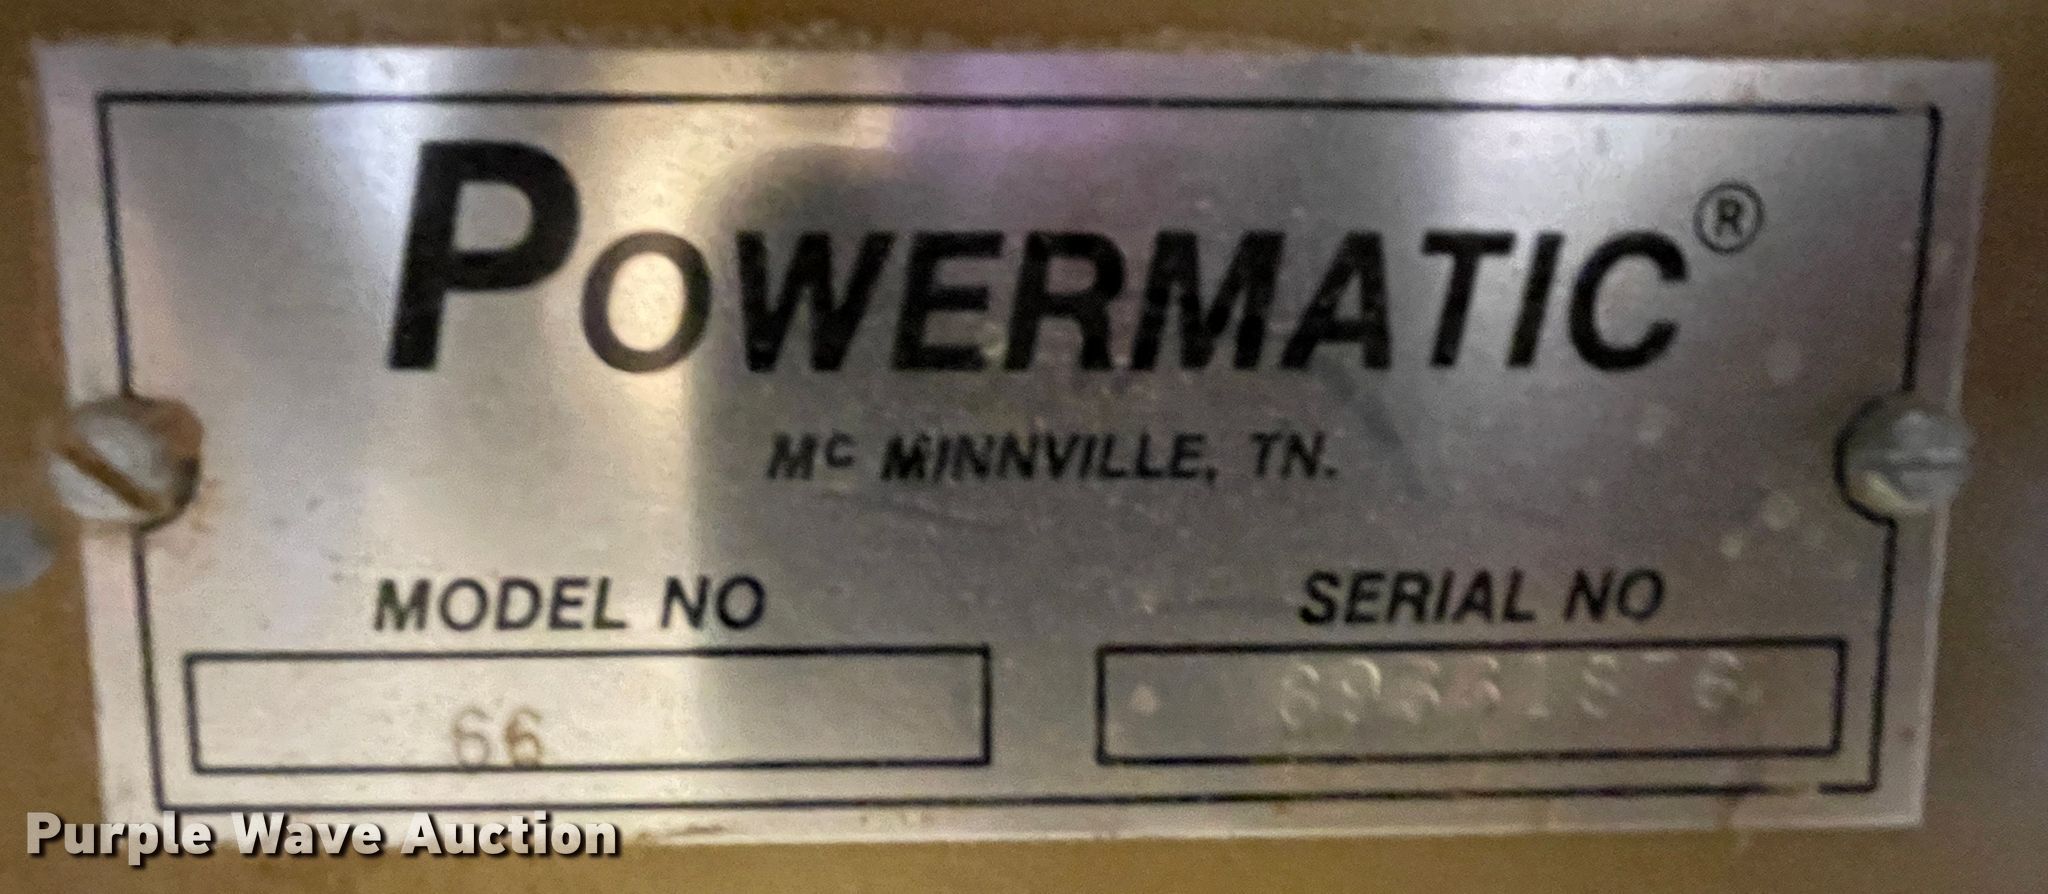 POWERMATIC®
Mc MINNVILLE, TN.
MODEL NO
SERIAL NO
66
Purple Wave Auction